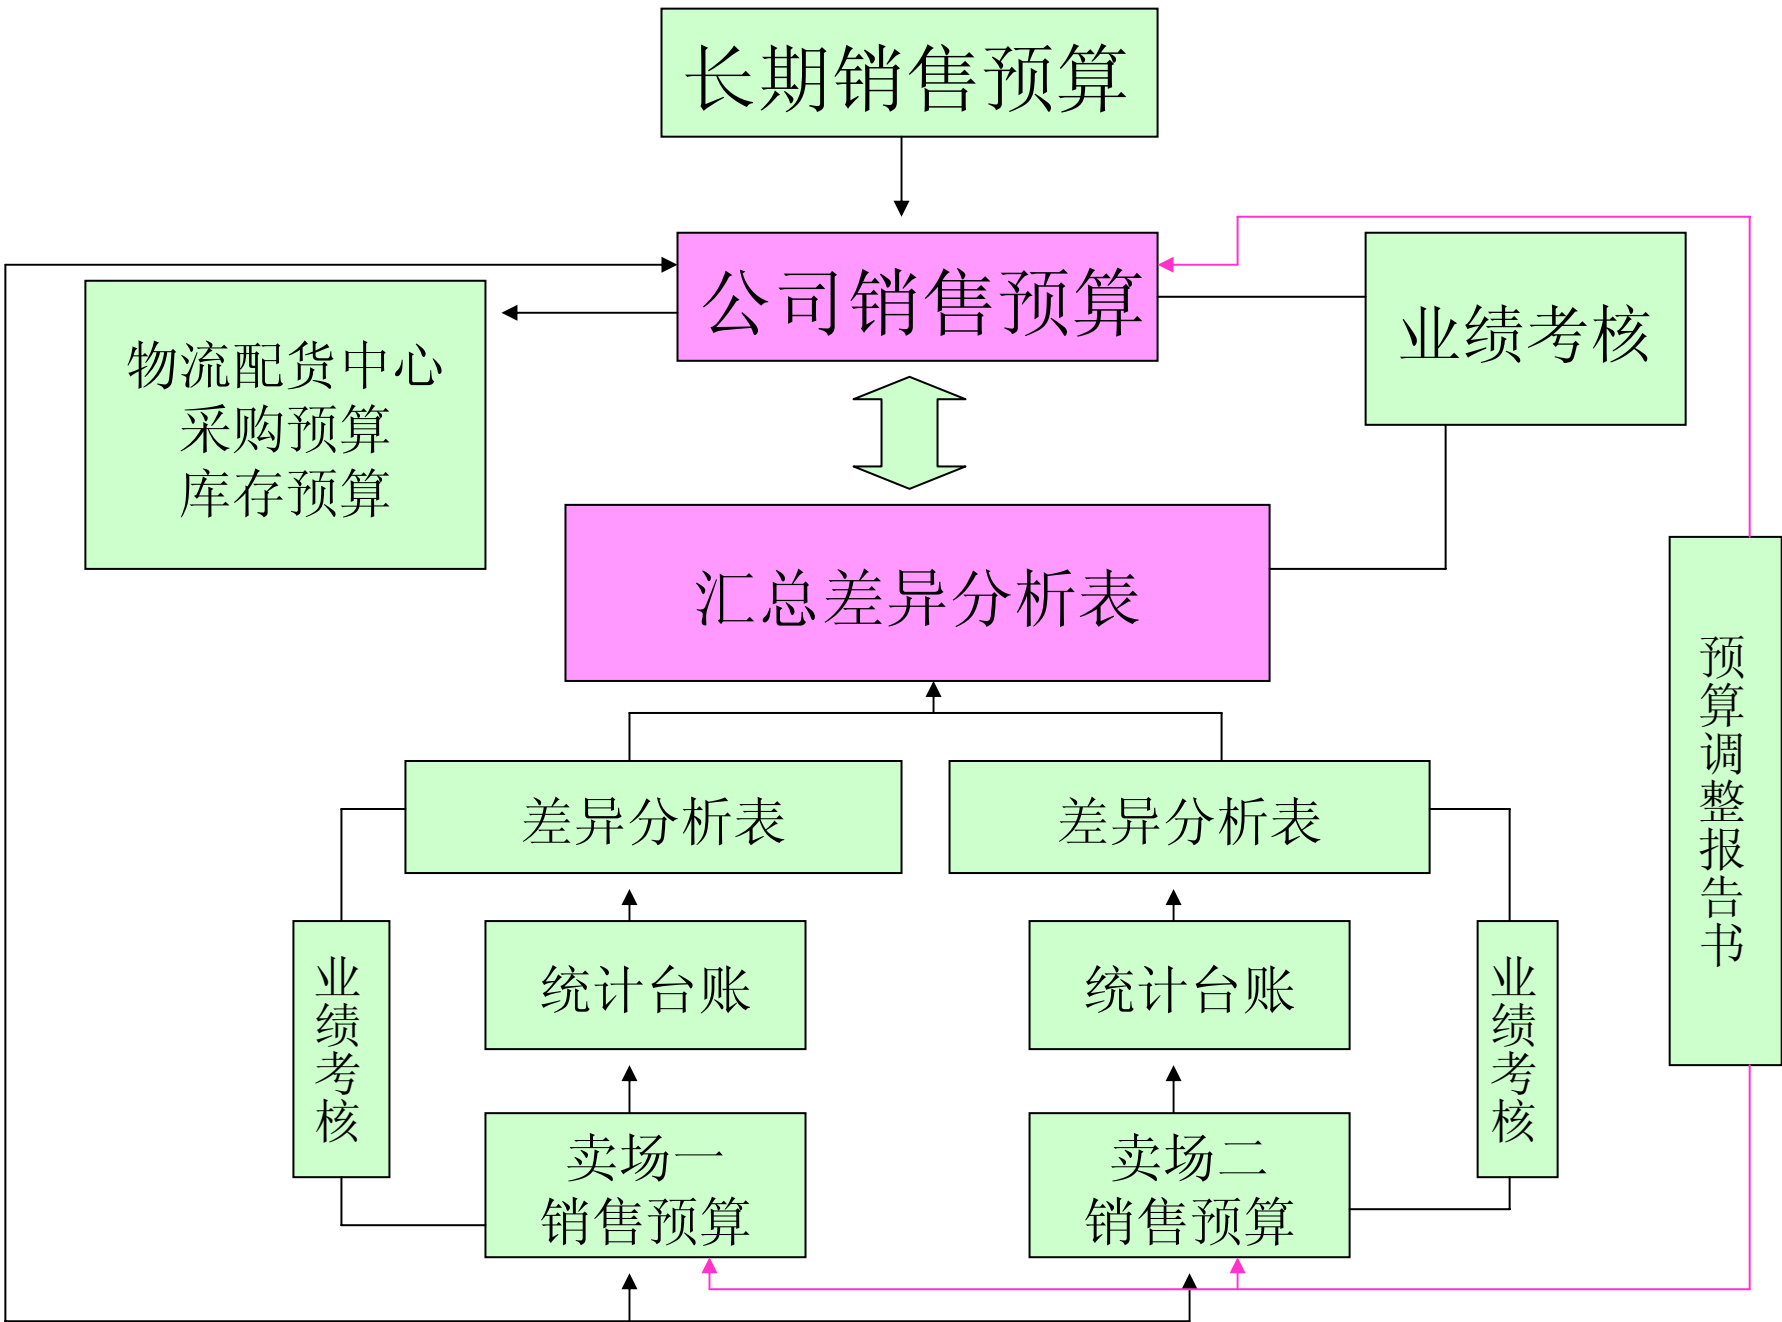 长期销售预算
公司销售预算
业绩考核
物流配货中心
采购预算
库存预算
汇总差异分析表
预算调整报告书
差异分析表
差异分析表
业绩考核
统计台账
统计台账
业绩考核
卖场一
销售预算
卖场二
销售预算